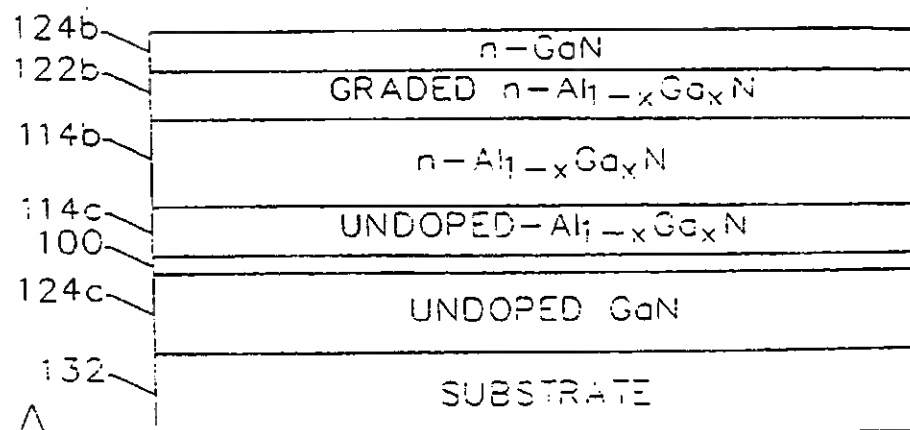 124b n-GaN
122b GRADED n-Al₁₋ₓGaₓN
114b n-Al₁₋ₓGaₓN
114c UNDOPED-Al₁₋ₓGaₓN
100
124c UNDOPED GaN
132 SUBSTRATE